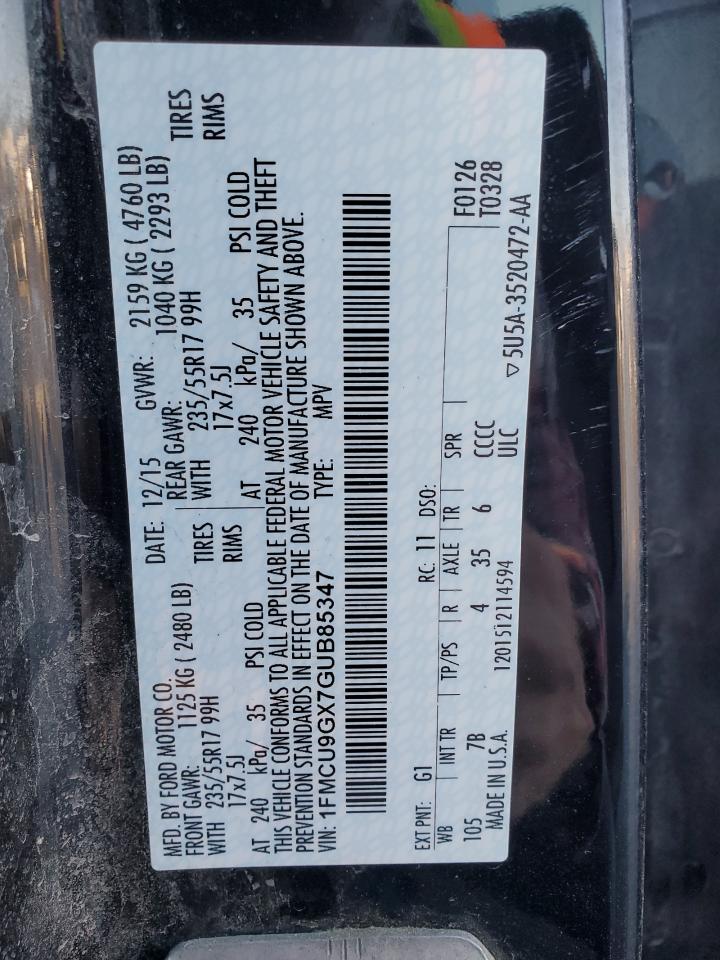 MFD. BY FORD MOTOR CO.
DATE: 12/15 GVWR: 2159 KG ( 4760 LB)
FRONT GAWR: 1125 KG ( 2480 LB) REAR GAWR: 1040 KG ( 2293 LB)
WITH 235/55R17 99H TIRES WITH 235/55R17 99H TIRES
17x7.5J RIMS 17x7.5J RIMS
AT 240 kPa/ 35 PSI COLD AT 240 kPa/ 35 PSI COLD
THIS VEHICLE CONFORMS TO ALL APPLICABLE FEDERAL MOTOR VEHICLE SAFETY AND THEFT
PREVENTION STANDARDS IN EFFECT ON THE DATE OF MANUFACTURE SHOWN ABOVE.
VIN: 1FMCU9GX7GUB85347 TYPE: MPV
EXT PNT: G1 RC: 11 DSO:
WB INT TR TP/PS R AXLE TR SPR F0126
105 7B 4 35 6 CCCC T0328
MADE IN U.S.A. 1201512114594 ULC
▽5U5A-3520472-AA